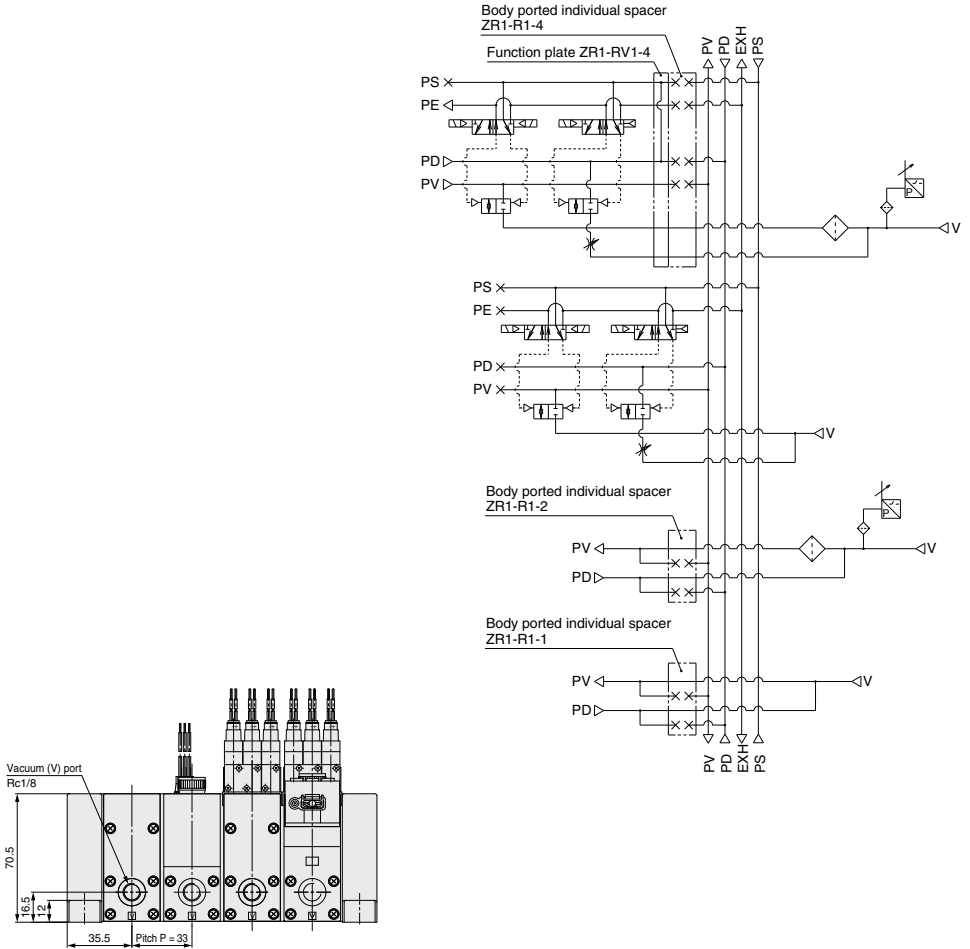 Body ported individual spacer
ZR1-R1-4
Function plate ZR1-RV1-4
PV
PD
EXH
PS
PS
PE
PD
PV
P
V
PS
PE
PD
PV
V
Body ported individual spacer
ZR1-R1-2
P
PV
V
PD
Body ported individual spacer
ZR1-R1-1
PV
V
PD
PV
PD
EXH
PS
Vacuum (V) port
Rc1/8
70.5
16.5
12
35.5
Pitch P = 33
V
V
V
V